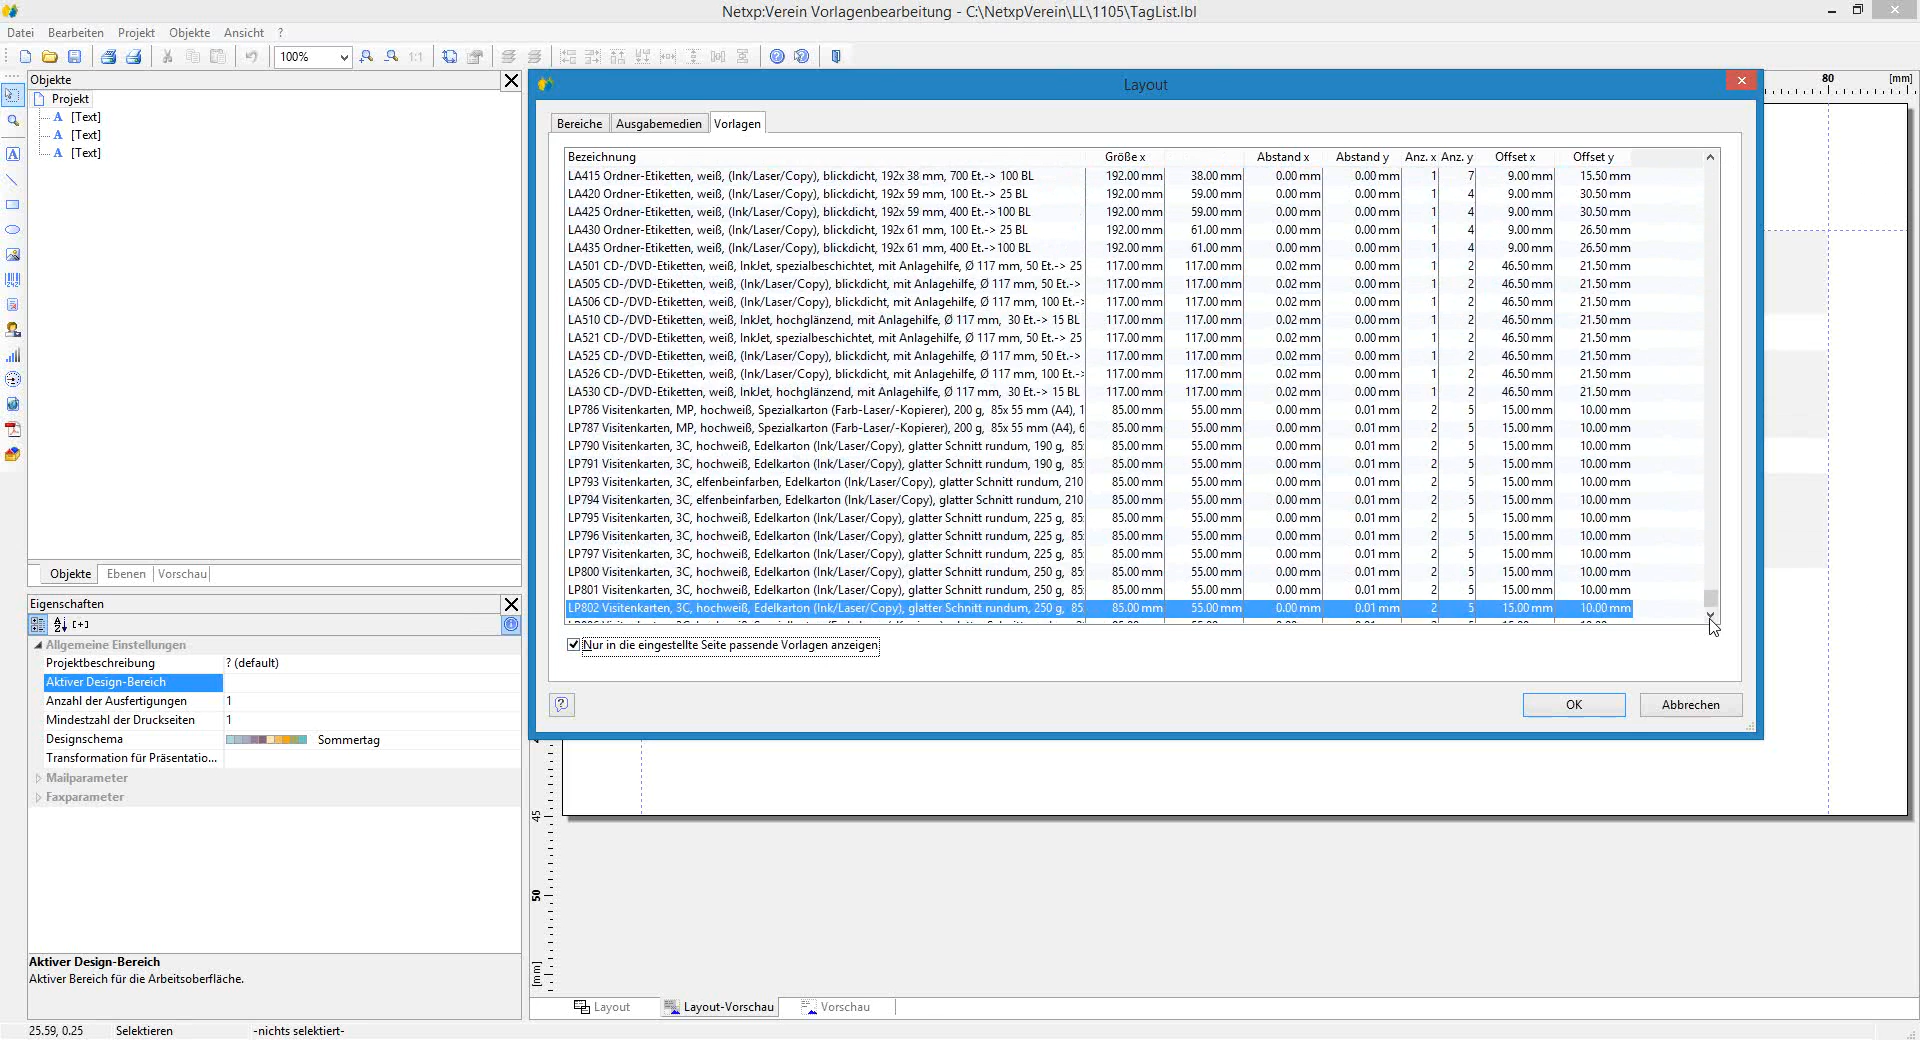 Netxp:Verein Vorlagenbearbeitung - C:\NetxpVerein\LL\1105\TagList.lbl
Datei Bearbeiten Projekt Objekte Ansicht ?
100% 1:1
Objekte
Projekt
[Text]
[Text]
[Text]
Objekte Ebenen Vorschau
Eigenschaften
Allgemeine Einstellungen
Projektbeschreibung ? (default)
Aktiver Design-Bereich
Anzahl der Ausfertigungen 1
Mindestzahl der Druckseiten 1
Designschema Sommertag
Transformation für Präsentatio...
Mailparameter
Faxparameter
Aktiver Design-Bereich
Aktiver Bereich für die Arbeitsoberfläche.
25.59, 0.25 Selektieren -nichts selektiert-
Layout
Bereiche Ausgabemedien Vorlagen
Bezeichnung Größe x Abstand x Abstand y Anz. x Anz. y Offset x Offset y
LA415 Ordner-Etiketten, weiß, (Ink/Laser/Copy), blickdicht, 192x 38 mm, 700 Et.-> 100 BL 192.00 mm 38.00 mm 0.00 mm 0.00 mm 1 7 9.00 mm 15.50 mm
LA420 Ordner-Etiketten, weiß, (Ink/Laser/Copy), blickdicht, 192x 59 mm, 100 Et.-> 25 BL 192.00 mm 59.00 mm 0.00 mm 0.00 mm 1 4 9.00 mm 30.50 mm
LA425 Ordner-Etiketten, weiß, (Ink/Laser/Copy), blickdicht, 192x 59 mm, 400 Et.->100 BL 192.00 mm 59.00 mm 0.00 mm 0.00 mm 1 4 9.00 mm 30.50 mm
LA430 Ordner-Etiketten, weiß, (Ink/Laser/Copy), blickdicht, 192x 61 mm, 100 Et.-> 25 BL 192.00 mm 61.00 mm 0.00 mm 0.00 mm 1 4 9.00 mm 26.50 mm
LA435 Ordner-Etiketten, weiß, (Ink/Laser/Copy), blickdicht, 192x 61 mm, 400 Et.->100 BL 192.00 mm 61.00 mm 0.00 mm 0.00 mm 1 4 9.00 mm 26.50 mm
LA501 CD-/DVD-Etiketten, weiß, InkJet, spezialbeschichtet, mit Anlagehilfe, Ø 117 mm, 50 Et.-> 25 117.00 mm 117.00 mm 0.02 mm 0.00 mm 1 2 46.50 mm 21.50 mm
LA505 CD-/DVD-Etiketten, weiß, (Ink/Laser/Copy), blickdicht, mit Anlagehilfe, Ø 117 mm, 50 Et.-> 117.00 mm 117.00 mm 0.02 mm 0.00 mm 1 2 46.50 mm 21.50 mm
LA506 CD-/DVD-Etiketten, weiß, (Ink/Laser/Copy), blickdicht, mit Anlagehilfe, Ø 117 mm, 100 Et.-> 117.00 mm 117.00 mm 0.02 mm 0.00 mm 1 2 46.50 mm 21.50 mm
LA510 CD-/DVD-Etiketten, weiß, InkJet, hochglänzend, mit Anlagehilfe, Ø 117 mm, 30 Et.-> 15 BL 117.00 mm 117.00 mm 0.02 mm 0.00 mm 1 2 46.50 mm 21.50 mm
LA521 CD-/DVD-Etiketten, weiß, InkJet, spezialbeschichtet, mit Anlagehilfe, Ø 117 mm, 50 Et.-> 25 117.00 mm 117.00 mm 0.02 mm 0.00 mm 1 2 46.50 mm 21.50 mm
LA525 CD-/DVD-Etiketten, weiß, (Ink/Laser/Copy), blickdicht, mit Anlagehilfe, Ø 117 mm, 50 Et.-> 117.00 mm 117.00 mm 0.02 mm 0.00 mm 1 2 46.50 mm 21.50 mm
LA526 CD-/DVD-Etiketten, weiß, (Ink/Laser/Copy), blickdicht, mit Anlagehilfe, Ø 117 mm, 100 Et.-> 117.00 mm 117.00 mm 0.02 mm 0.00 mm 1 2 46.50 mm 21.50 mm
LA530 CD-/DVD-Etiketten, weiß, InkJet, hochglänzend, mit Anlagehilfe, Ø 117 mm, 30 Et.-> 15 BL 117.00 mm 117.00 mm 0.02 mm 0.00 mm 1 2 46.50 mm 21.50 mm
LP786 Visitenkarten, MP, hochweiß, Spezialkarton (Farb-Laser/-Kopierer), 200 g, 85x 55 mm (A4), 1 85.00 mm 55.00 mm 0.00 mm 0.01 mm 2 5 15.00 mm 10.00 mm
LP787 Visitenkarten, MP, hochweiß, Spezialkarton (Farb-Laser/-Kopierer), 200 g, 85x 55 mm (A4), 6 85.00 mm 55.00 mm 0.00 mm 0.01 mm 2 5 15.00 mm 10.00 mm
LP790 Visitenkarten, 3C, hochweiß, Edelkarton (Ink/Laser/Copy), glatter Schnitt rundum, 190 g, 85: 85.00 mm 55.00 mm 0.00 mm 0.01 mm 2 5 15.00 mm 10.00 mm
LP791 Visitenkarten, 3C, hochweiß, Edelkarton (Ink/Laser/Copy), glatter Schnitt rundum, 190 g, 85: 85.00 mm 55.00 mm 0.00 mm 0.01 mm 2 5 15.00 mm 10.00 mm
LP793 Visitenkarten, 3C, elfenbeinfarben, Edelkarton (Ink/Laser/Copy), glatter Schnitt rundum, 210 85.00 mm 55.00 mm 0.00 mm 0.01 mm 2 5 15.00 mm 10.00 mm
LP794 Visitenkarten, 3C, elfenbeinfarben, Edelkarton (Ink/Laser/Copy), glatter Schnitt rundum, 210 85.00 mm 55.00 mm 0.00 mm 0.01 mm 2 5 15.00 mm 10.00 mm
LP795 Visitenkarten, 3C, hochweiß, Edelkarton (Ink/Laser/Copy), glatter Schnitt rundum, 225 g, 85: 85.00 mm 55.00 mm 0.00 mm 0.01 mm 2 5 15.00 mm 10.00 mm
LP796 Visitenkarten, 3C, hochweiß, Edelkarton (Ink/Laser/Copy), glatter Schnitt rundum, 225 g, 85: 85.00 mm 55.00 mm 0.00 mm 0.01 mm 2 5 15.00 mm 10.00 mm
LP797 Visitenkarten, 3C, hochweiß, Edelkarton (Ink/Laser/Copy), glatter Schnitt rundum, 225 g, 85: 85.00 mm 55.00 mm 0.00 mm 0.01 mm 2 5 15.00 mm 10.00 mm
LP800 Visitenkarten, 3C, hochweiß, Edelkarton (Ink/Laser/Copy), glatter Schnitt rundum, 250 g, 85: 85.00 mm 55.00 mm 0.00 mm 0.01 mm 2 5 15.00 mm 10.00 mm
LP801 Visitenkarten, 3C, hochweiß, Edelkarton (Ink/Laser/Copy), glatter Schnitt rundum, 250 g, 85: 85.00 mm 55.00 mm 0.00 mm 0.01 mm 2 5 15.00 mm 10.00 mm
LP802 Visitenkarten, 3C, hochweiß, Edelkarton (Ink/Laser/Copy), glatter Schnitt rundum, 250 g, 85: 85.00 mm 55.00 mm 0.00 mm 0.01 mm 2 5 15.00 mm 10.00 mm
Nur in die eingestellte Seite passende Vorlagen anzeigen
OK Abbrechen
80 [mm]
45
50
[mm]
Layout Layout-Vorschau Vorschau